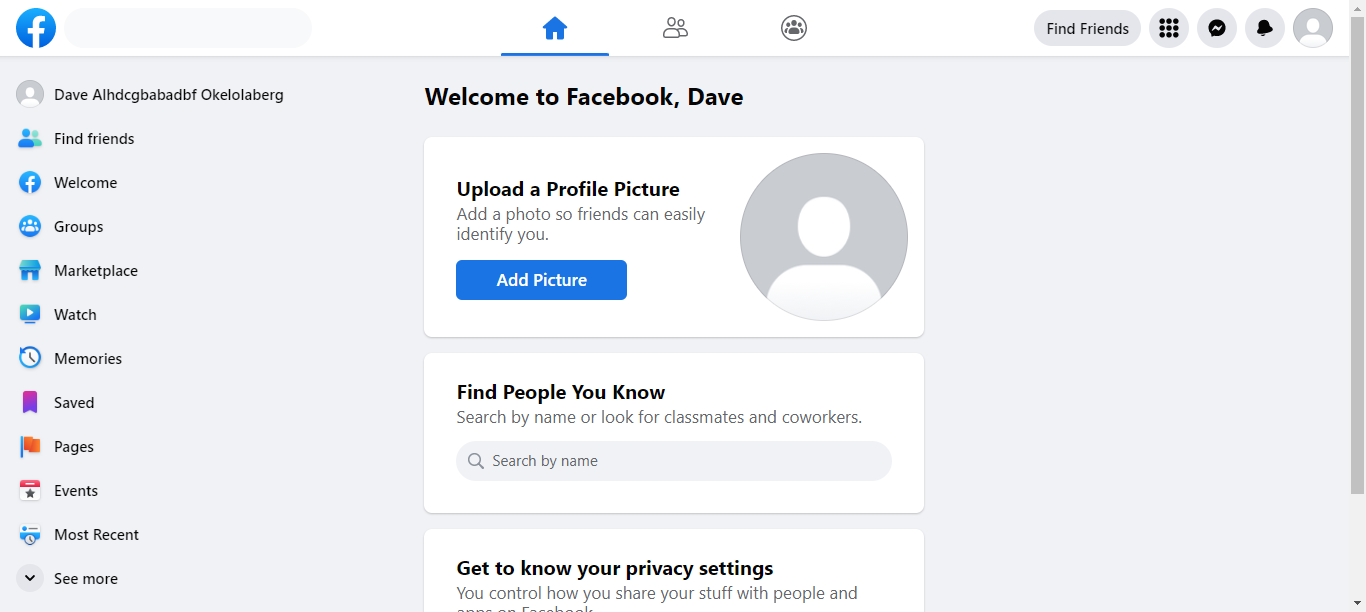 Find Friends
Dave Alhdcgbabadbf Okelolaberg
Find friends
Welcome
Groups
Marketplace
Watch
Memories
Saved
Pages
Events
Most Recent
See more
Welcome to Facebook, Dave
Upload a Profile Picture
Add a photo so friends can easily
identify you.
Add Picture
Find People You Know
Search by name or look for classmates and coworkers.
Search by name
Get to know your privacy settings
You control how you share your stuff with people and
apps on Facebook.